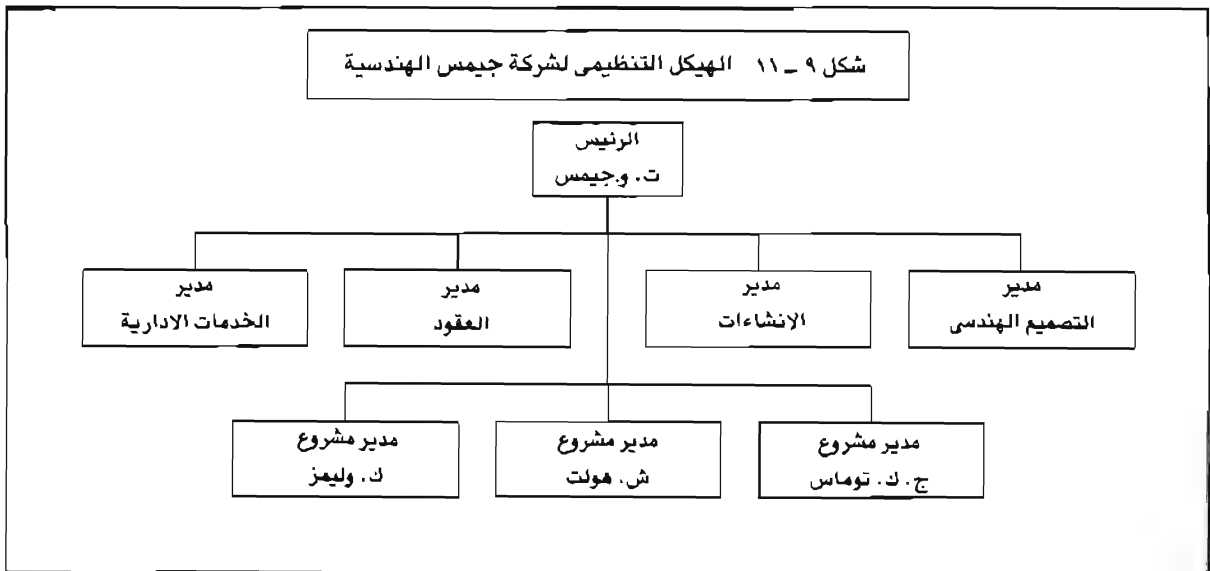 شكل ٩ - ١١ الهيكل التنظيمى لشركة جيمس الهندسية
الرئيس
ت. و.جيمس
مدير
التصميم الهندسى
مدير
الانشاءات
مدير
العقود
مدير
الخدمات الادارية
مدير مشروع
ج. ك. توماس
مدير مشروع
ش. هولت
مدير مشروع
ك. وليمز